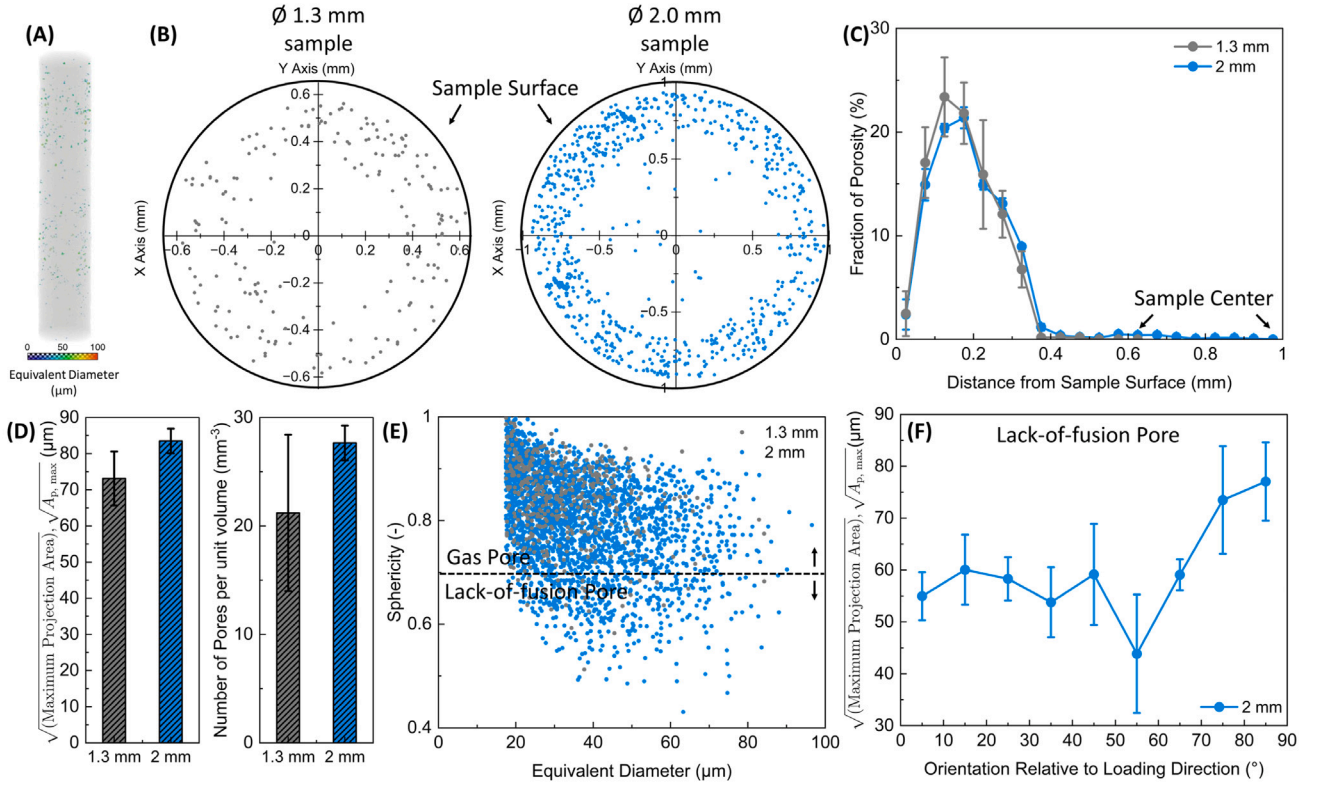 (A)
0 50 100
Equivalent Diameter
(µm)
(B)
Ø 1.3 mm
sample
Y Axis (mm)
X Axis (mm)
0.6
0.4
0.2
0
−0.2
−0.4
−0.6
−0.6 −0.4 −0.2 0 0.2 0.4 0.6
Sample Surface
Ø 2.0 mm
sample
Y Axis (mm)
X Axis (mm)
1
0.5
0
−0.5
1
−1 −0.5 0 0.5 1
(C)
Fraction of Porosity (%)
30
20
10
0
1.3 mm
2 mm
Sample Center
0 0.2 0.4 0.6 0.8 1
Distance from Sample Surface (mm)
(D)
√(Maximum Projection Area), √A_p, max (µm)
90
80
70
60
50
40
30
20
10
0
1.3 mm 2 mm
Number of Pores per unit volume (mm⁻³)
30
20
10
0
1.3 mm 2 mm
(E)
Sphericity (-)
1
0.8
0.6
0.4
1.3 mm
2 mm
Gas Pore
Lack-of-fusion Pore
0 20 40 60 80 100
Equivalent Diameter (µm)
(F)
Lack-of-fusion Pore
√(Maximum Projection Area), √A_p, max (µm)
90
80
70
60
50
40
30
2 mm
0 10 20 30 40 50 60 70 80 90
Orientation Relative to Loading Direction (°)